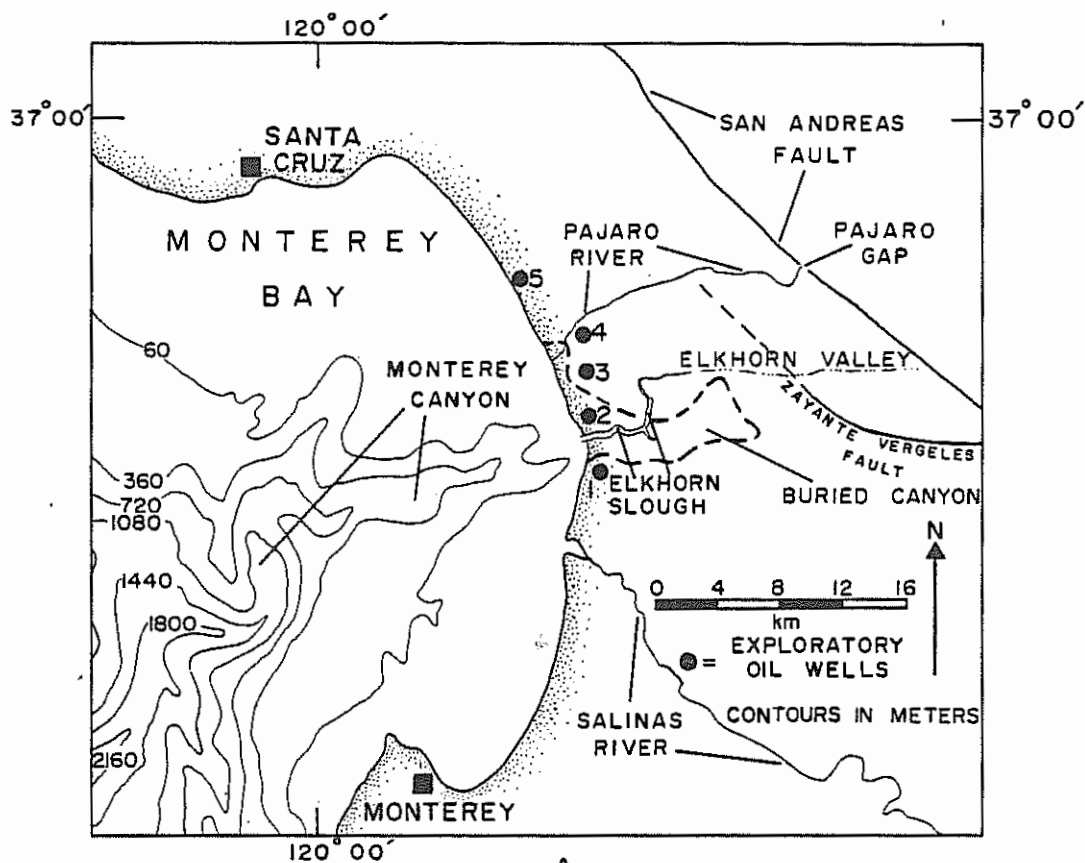 120°00′
37°00′
37°00′
SAN ANDREAS
FAULT
SANTA
CRUZ
MONTEREY
BAY
PAJARO
RIVER
PAJARO
GAP
5
4
3
2
60
MONTEREY
CANYON
ELKHORN VALLEY
ZAYANTE VERGELES
FAULT
360
720
1080
1440
1800
2160
ELKHORN
SLOUGH
BURIED CANYON
N
0 4 8 12 16
km
= EXPLORATORY
OIL WELLS
SALINAS
RIVER
CONTOURS IN METERS
MONTEREY
120°00′